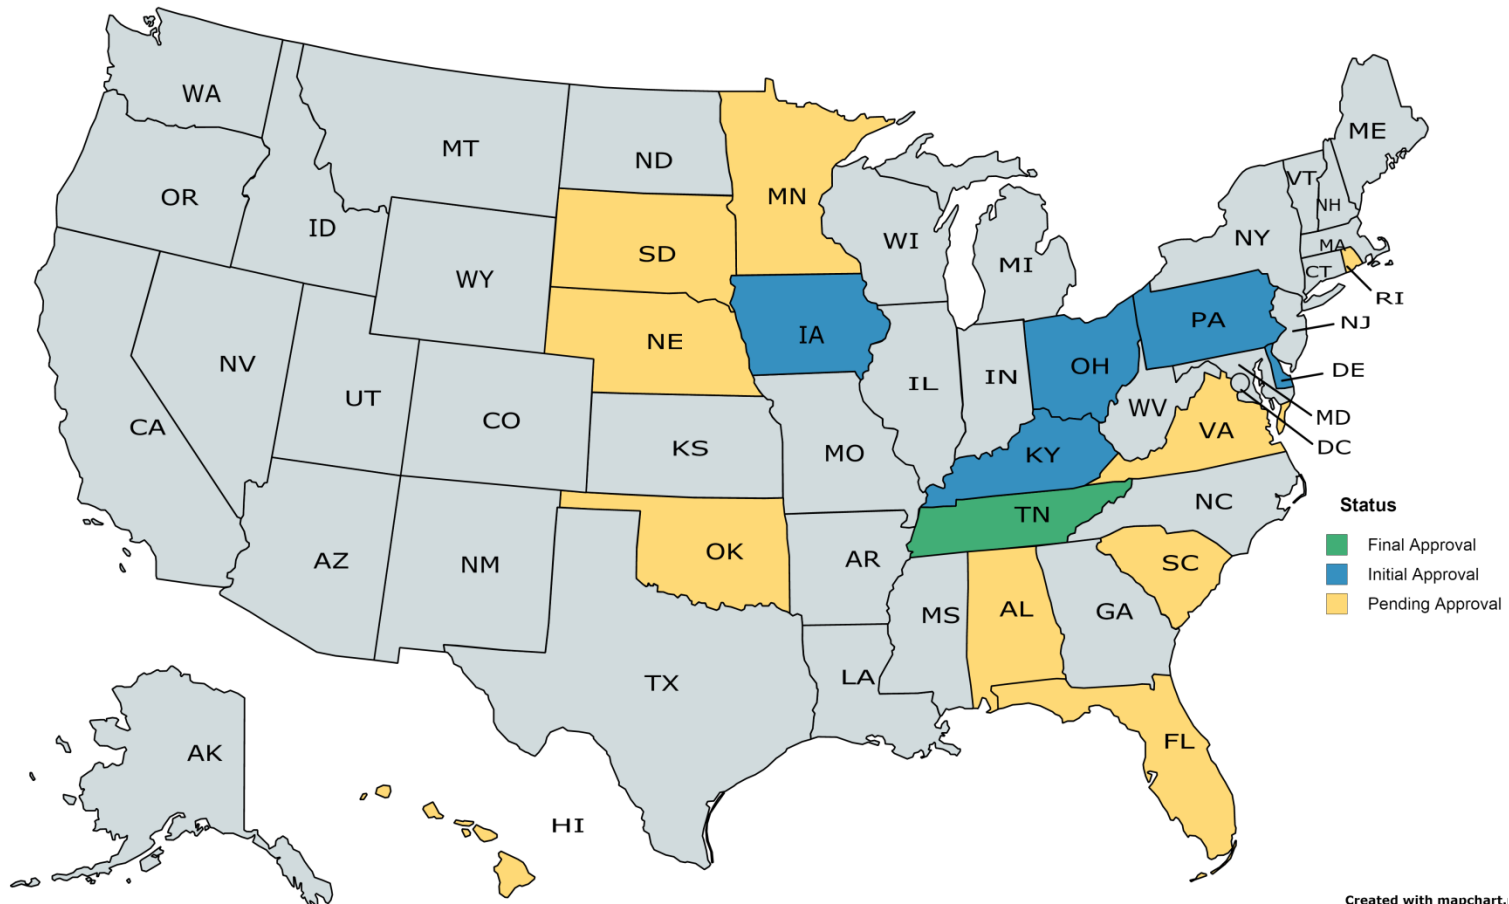 WA
MT
ND
MN
OR
ID
SD
WY
WI
MI
ME
VT
NH
NY
MA
CT
RI
NJ
NE
IA
PA
NV
UT
CO
IL
IN
OH
DE
CA
KS
MO
WV
MD
KY
VA
DC
AZ
NM
OK
AR
TN
NC
MS
AL
GA
SC
TX
LA
FL
AK
HI
Status
Final Approval
Initial Approval
Pending Approval
Created with mapchart.